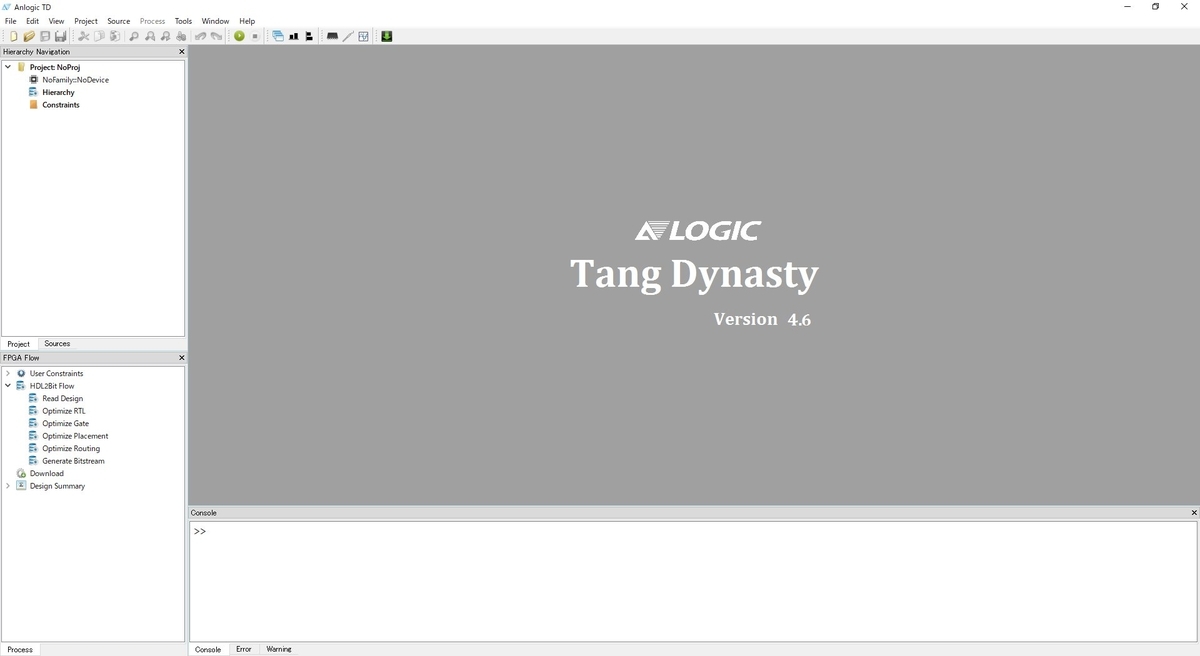 Anlogic TD
File Edit View Project Source Process Tools Window Help
Hierarchy Navigation
Project: NoProj
NoFamily::NoDevice
Hierarchy
Constraints
Project Sources
FPGA Flow
User Constraints
HDL2Bit Flow
Read Design
Optimize RTL
Optimize Gate
Optimize Placement
Optimize Routing
Generate Bitstream
Download
Design Summary
Process
ANLOGIC
Tang Dynasty
Version 4.6
Console
>>
Console Error Warning